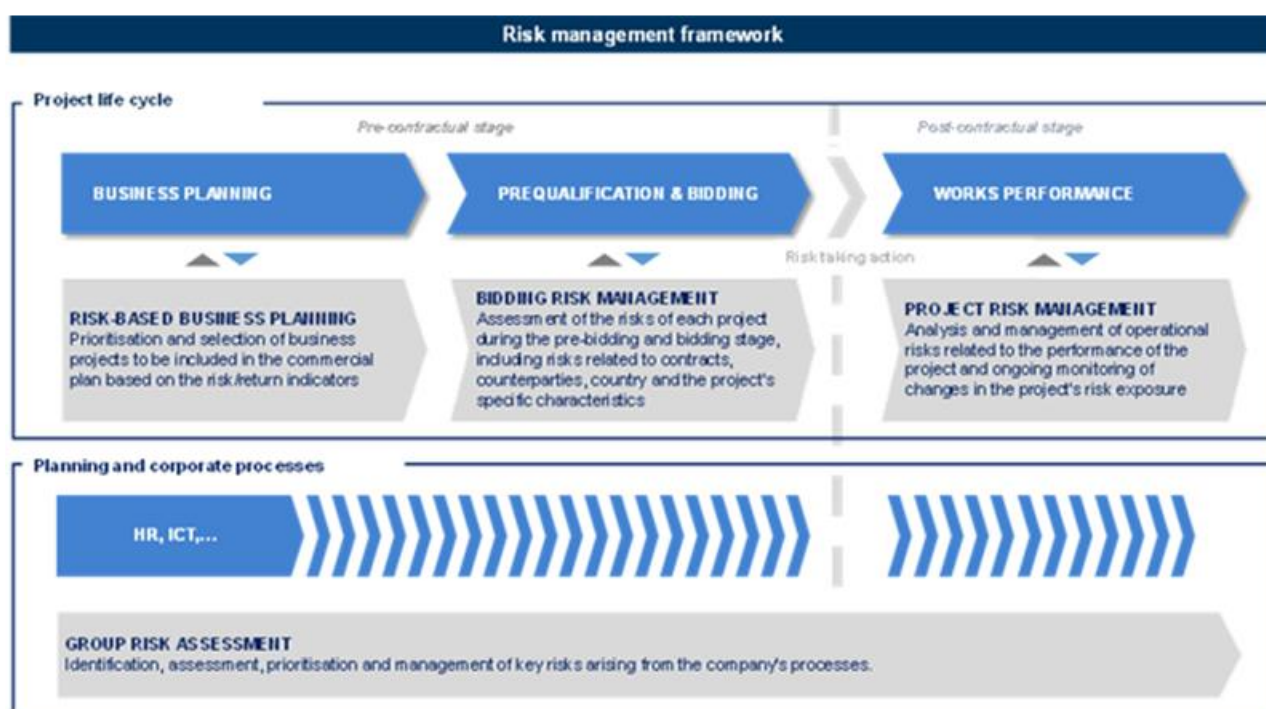 Risk management framework
Project life cycle
Pre-contractual stage
Post-contractual stage
BUSINESS PLANNING
PREQUALIFICATION & BIDDING
WORKS PERFORMANCE
Risk taking action
RISK-BASED BUSINESS PLANNING
Prioritisation and selection of business
projects to be included in the commercial
plan based on the risk/return indicators
BIDDING RISK MANAGEMENT
Assessment of the risks of each project
during the pre-bidding and bidding stage,
including risks related to contracts,
counterparties, country and the project's
specific characteristics
PROJECT RISK MANAGEMENT
Analysis and management of operational
risks related to the performance of the
project and ongoing monitoring of
changes in the project's risk exposure
Planning and corporate processes
HR, ICT,...
GROUP RISK ASSESSMENT
Identification, assessment, prioritisation and management of key risks arising from the company's processes.